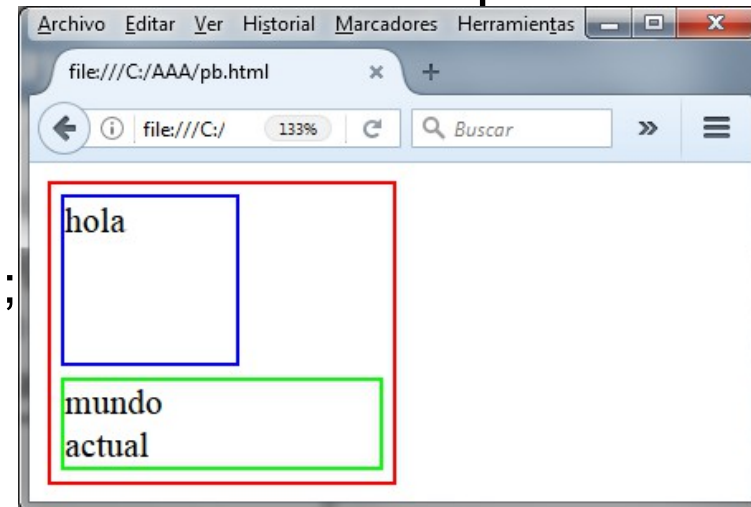 Archivo Editar Ver Historial Marcadores Herramientas
file:///C:/AAA/pb.html
file:///C:/ 133% Buscar
hola
;
mundo
actual